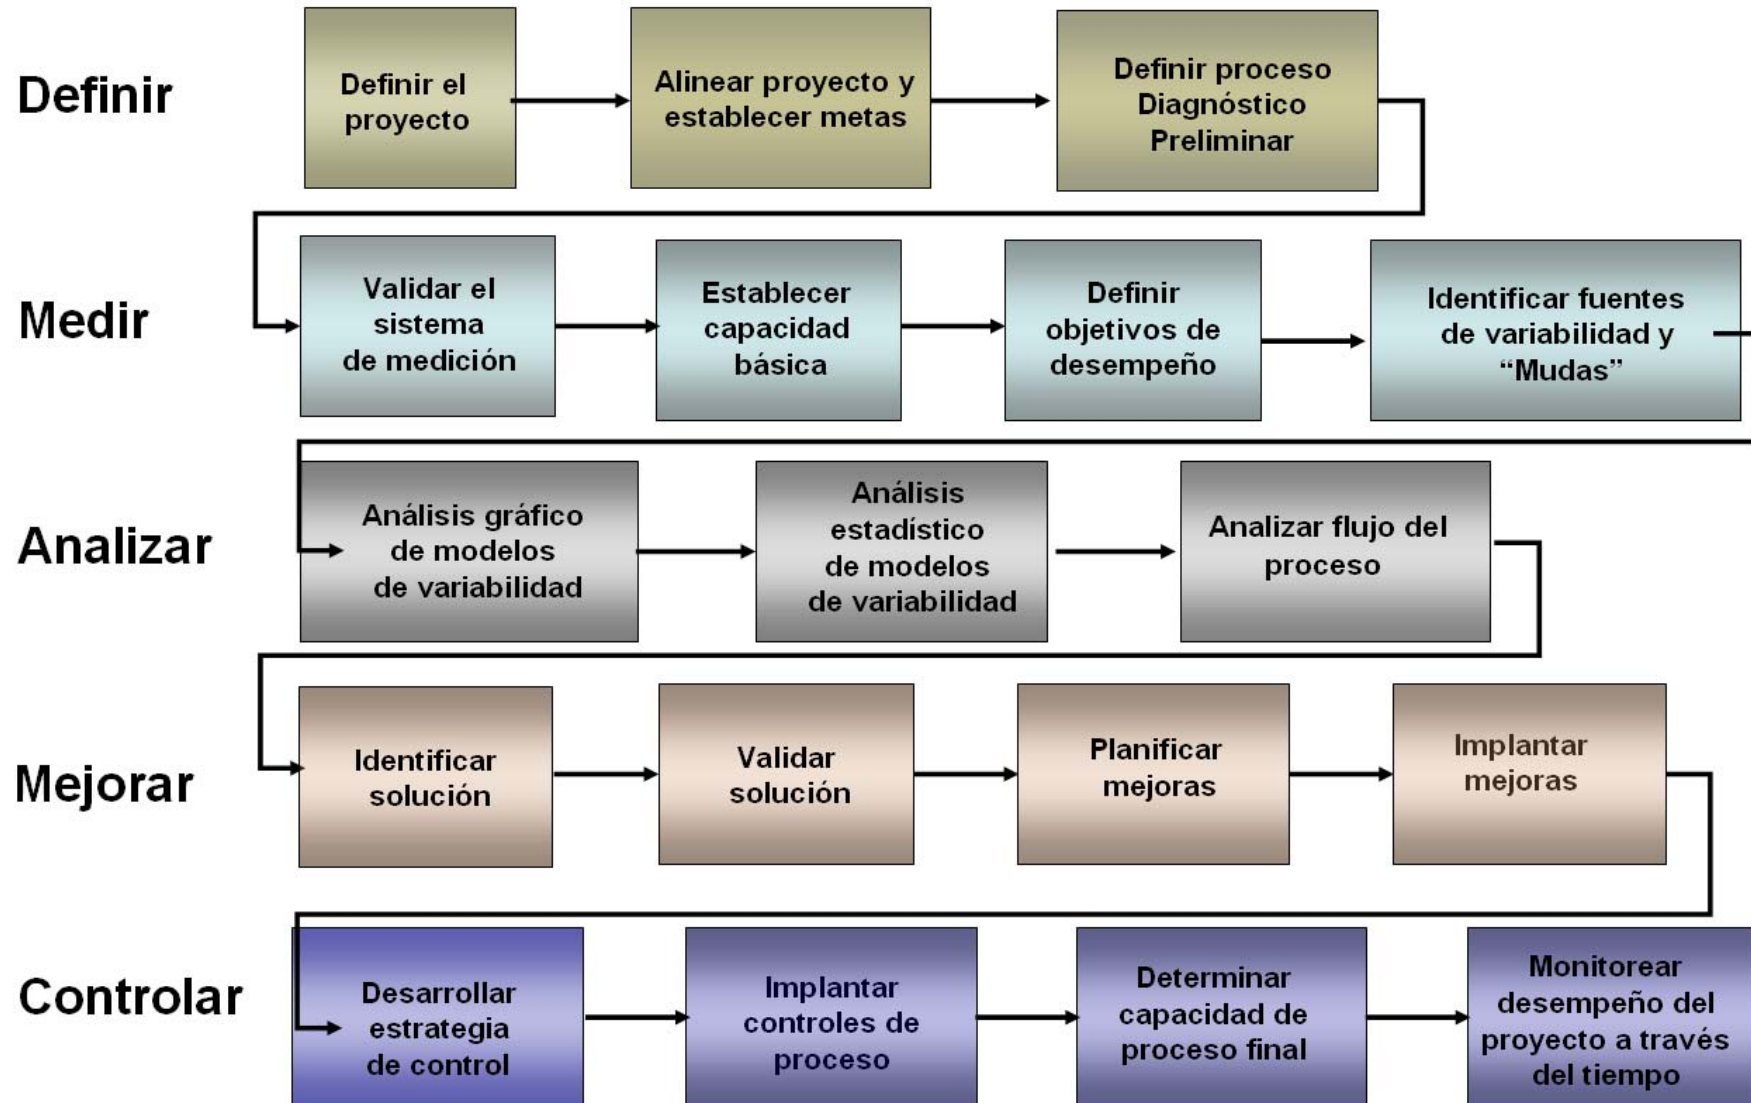 Definir
Definir el
proyecto
Alinear proyecto y
establecer metas
Definir proceso
Diagnóstico
Preliminar
Medir
Validar el
sistema
de medición
Establecer
capacidad
básica
Definir
objetivos de
desempeño
Identificar fuentes
de variabilidad y
“Mudas”
Analizar
Análisis gráfico
de modelos
de variabilidad
Análisis
estadístico
de modelos
de variabilidad
Analizar flujo del
proceso
Mejorar
Identificar
solución
Validar
solución
Planificar
mejoras
Implantar
mejoras
Controlar
Desarrollar
estrategia
de control
Implantar
controles de
proceso
Determinar
capacidad de
proceso final
Monitorear
desempeño del
proyecto a través
del tiempo